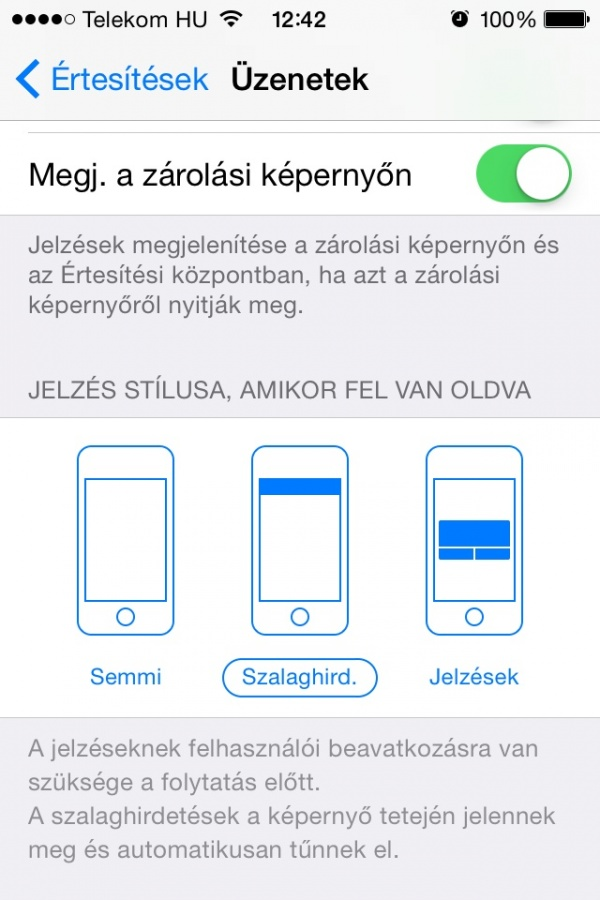 Telekom HU 12:42 100%
Értesítések Üzenetek
Megj. a zárolási képernyőn
Jelzések megjelenítése a zárolási képernyőn és
az Értesítési központban, ha azt a zárolási
képernyőről nyitják meg.
JELZÉS STÍLUSA, AMIKOR FEL VAN OLDVA
Semmi Szalaghird. Jelzések
A jelzéseknek felhasználói beavatkozásra van
szüksége a folytatás előtt.
A szalaghirdetések a képernyő tetején jelennek
meg és automatikusan tűnnek el.